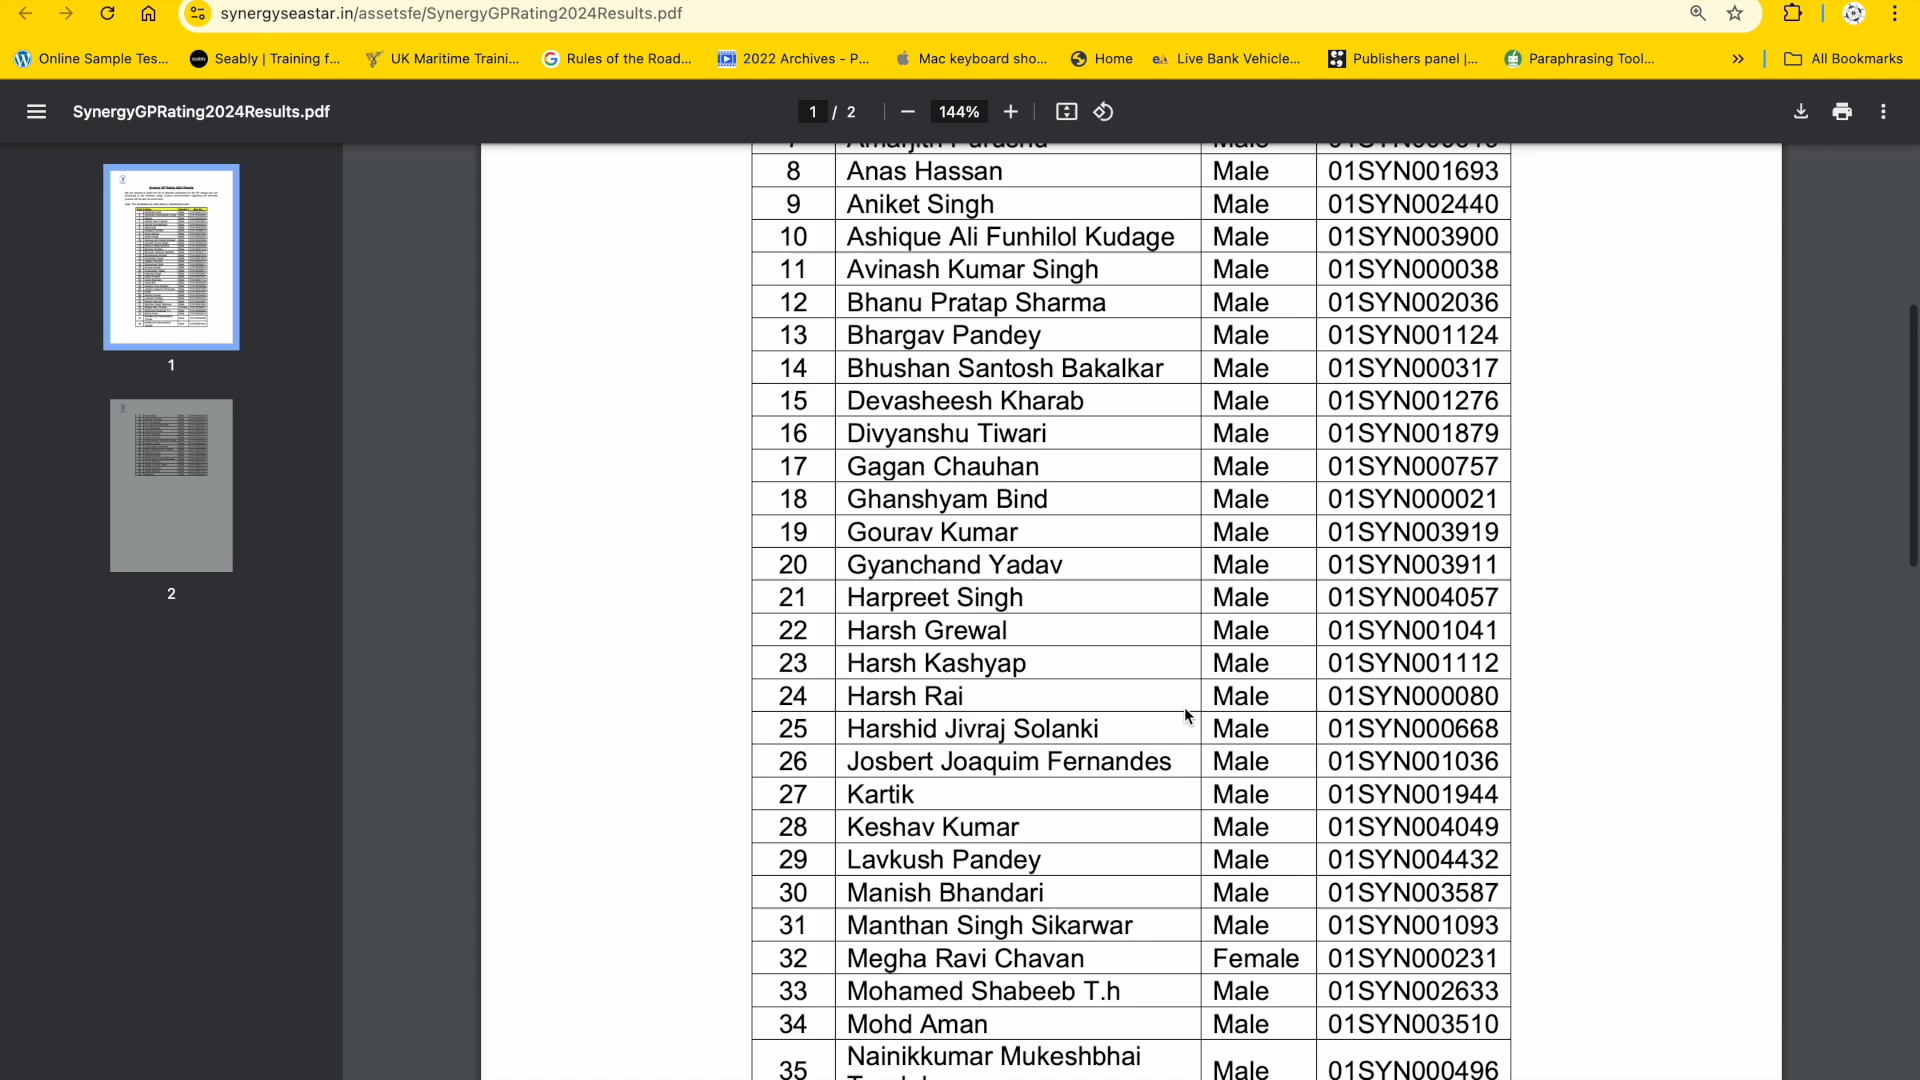 synergyseastar.in/assetsfe/SynergyGPRating2024Results.pdf
Online Sample Tes... Seably | Training f... UK Maritime Traini... Rules of the Road... 2022 Archives - P... Mac keyboard sho... Home Live Bank Vehicle... Publishers panel |... Paraphrasing Tool... » All Bookmarks
SynergyGPRating2024Results.pdf 1 / 2 144%
8 Anas Hassan Male 01SYN001693
9 Aniket Singh Male 01SYN002440
10 Ashique Ali Funhilol Kudage Male 01SYN003900
11 Avinash Kumar Singh Male 01SYN000038
12 Bhanu Pratap Sharma Male 01SYN002036
13 Bhargav Pandey Male 01SYN001124
14 Bhushan Santosh Bakalkar Male 01SYN000317
15 Devasheesh Kharab Male 01SYN001276
16 Divyanshu Tiwari Male 01SYN001879
17 Gagan Chauhan Male 01SYN000757
18 Ghanshyam Bind Male 01SYN000021
19 Gourav Kumar Male 01SYN003919
20 Gyanchand Yadav Male 01SYN003911
21 Harpreet Singh Male 01SYN004057
22 Harsh Grewal Male 01SYN001041
23 Harsh Kashyap Male 01SYN001112
24 Harsh Rai Male 01SYN000080
25 Harshid Jivraj Solanki Male 01SYN000668
26 Josbert Joaquim Fernandes Male 01SYN001036
27 Kartik Male 01SYN001944
28 Keshav Kumar Male 01SYN004049
29 Lavkush Pandey Male 01SYN004432
30 Manish Bhandari Male 01SYN003587
31 Manthan Singh Sikarwar Male 01SYN001093
32 Megha Ravi Chavan Female 01SYN000231
33 Mohamed Shabeeb T.h Male 01SYN002633
34 Mohd Aman Male 01SYN003510
35 Nainikkumar Mukeshbhai Male 01SYN000496
1
2